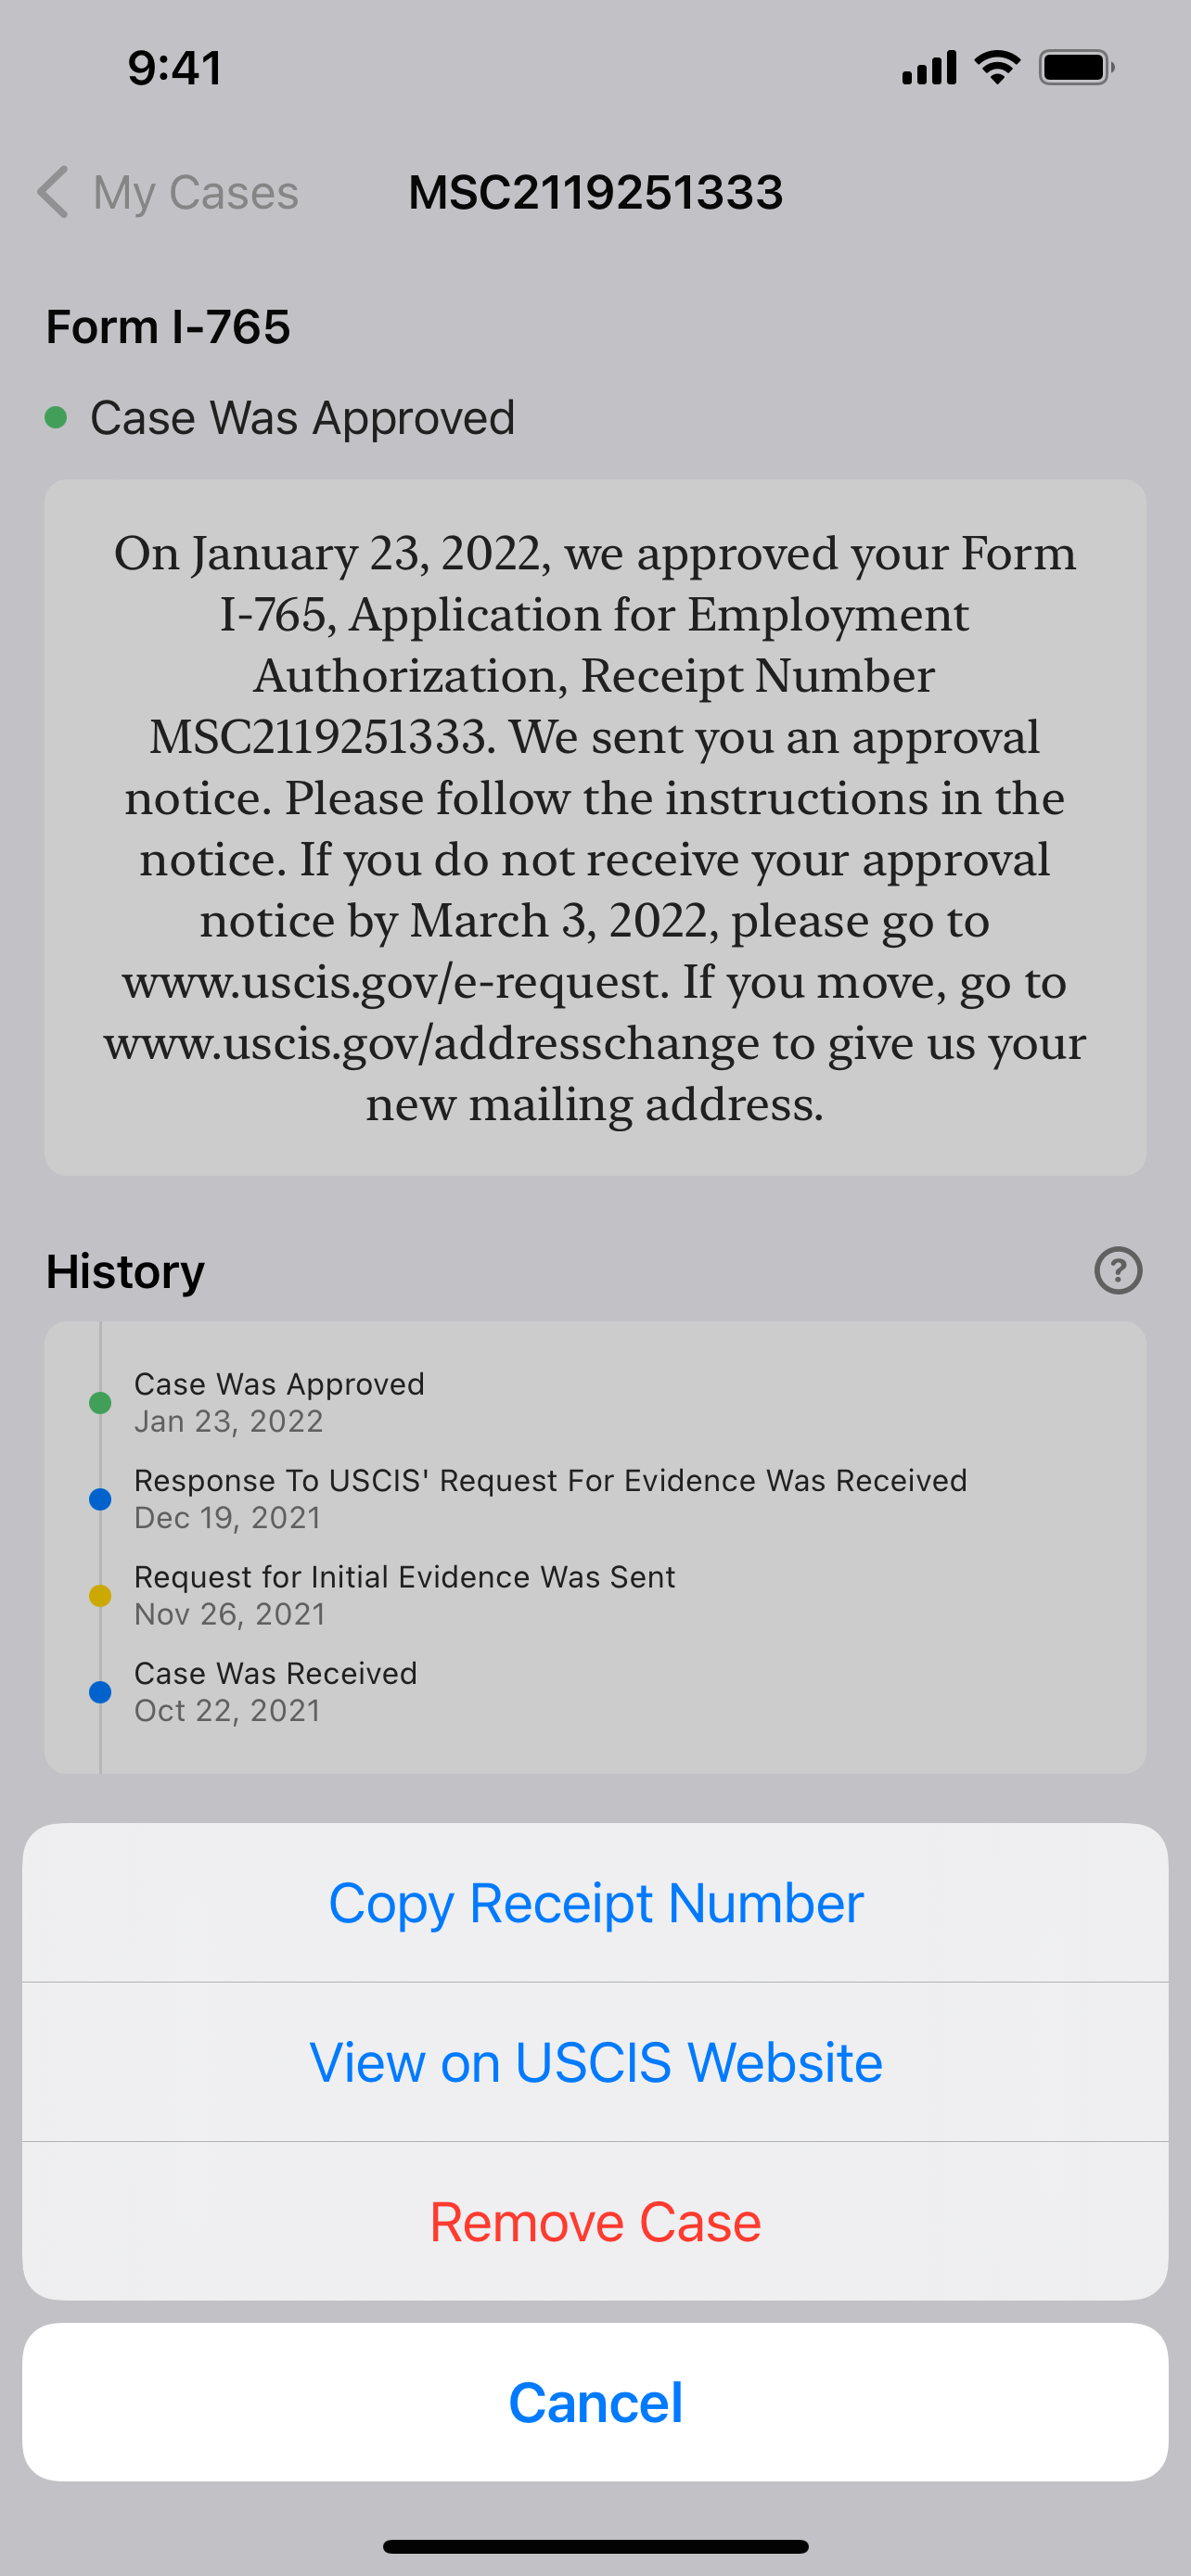 9:41
My Cases
MSC2119251333
Form I-765
Case Was Approved
On January 23, 2022, we approved your Form
I-765, Application for Employment
Authorization, Receipt Number
MSC2119251333. We sent you an approval
notice. Please follow the instructions in the
notice. If you do not receive your approval
notice by March 3, 2022, please go to
www.uscis.gov/e-request. If you move, go to
www.uscis.gov/addresschange to give us your
new mailing address.
History
?
Case Was Approved
Jan 23, 2022
Response To USCIS' Request For Evidence Was Received
Dec 19, 2021
Request for Initial Evidence Was Sent
Nov 26, 2021
Case Was Received
Oct 22, 2021
Copy Receipt Number
View on USCIS Website
Remove Case
Cancel